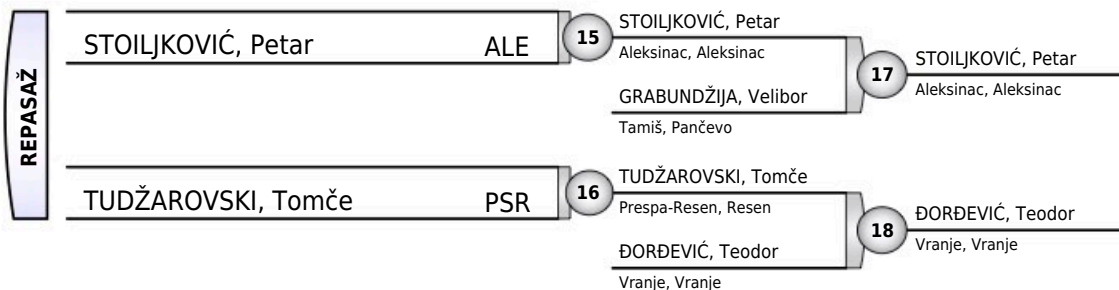 REPASAŽ
STOILJKOVIĆ, Petar ALE
15
STOILJKOVIĆ, Petar
Aleksinac, Aleksinac
GRABUNDŽIJA, Velibor
Tamiš, Pančevo
17
STOILJKOVIĆ, Petar
Aleksinac, Aleksinac
TUDŽAROVSKI, Tomče PSR
16
TUDŽAROVSKI, Tomče
Prespa-Resen, Resen
ĐORĐEVIĆ, Teodor
Vranje, Vranje
18
ĐORĐEVIĆ, Teodor
Vranje, Vranje